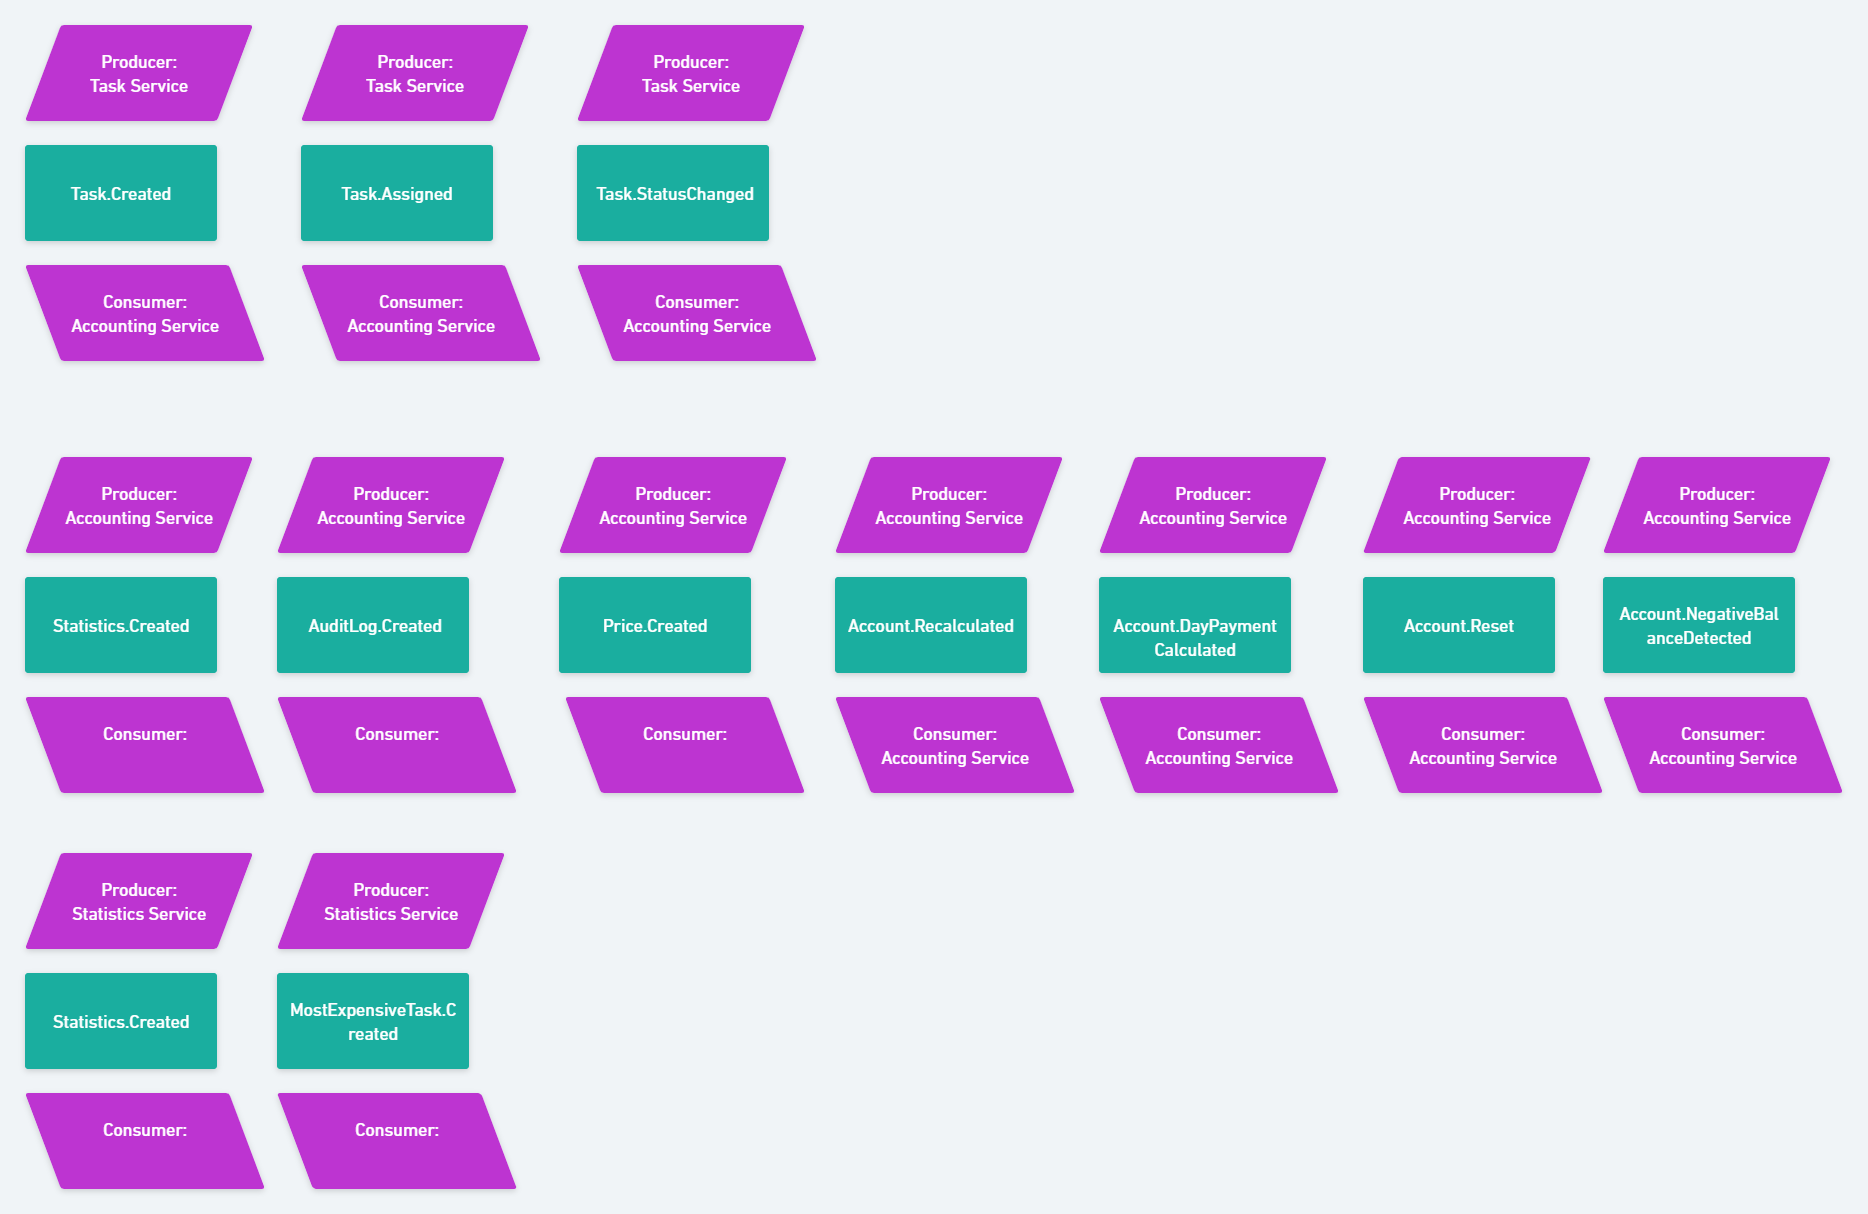 Producer:
Task Service
Producer:
Task Service
Producer:
Task Service
Task.Created
Task.Assigned
Task.StatusChanged
Consumer:
Accounting Service
Consumer:
Accounting Service
Consumer:
Accounting Service
Producer:
Accounting Service
Producer:
Accounting Service
Producer:
Accounting Service
Producer:
Accounting Service
Producer:
Accounting Service
Producer:
Accounting Service
Producer:
Accounting Service
Statistics.Created
AuditLog.Created
Price.Created
Account.Recalculated
Account.DayPayment
Calculated
Account.Reset
Account.NegativeBal
anceDetected
Consumer:
Consumer:
Consumer:
Consumer:
Accounting Service
Consumer:
Accounting Service
Consumer:
Accounting Service
Consumer:
Accounting Service
Producer:
Statistics Service
Producer:
Statistics Service
Statistics.Created
MostExpensiveTask.C
reated
Consumer:
Consumer: